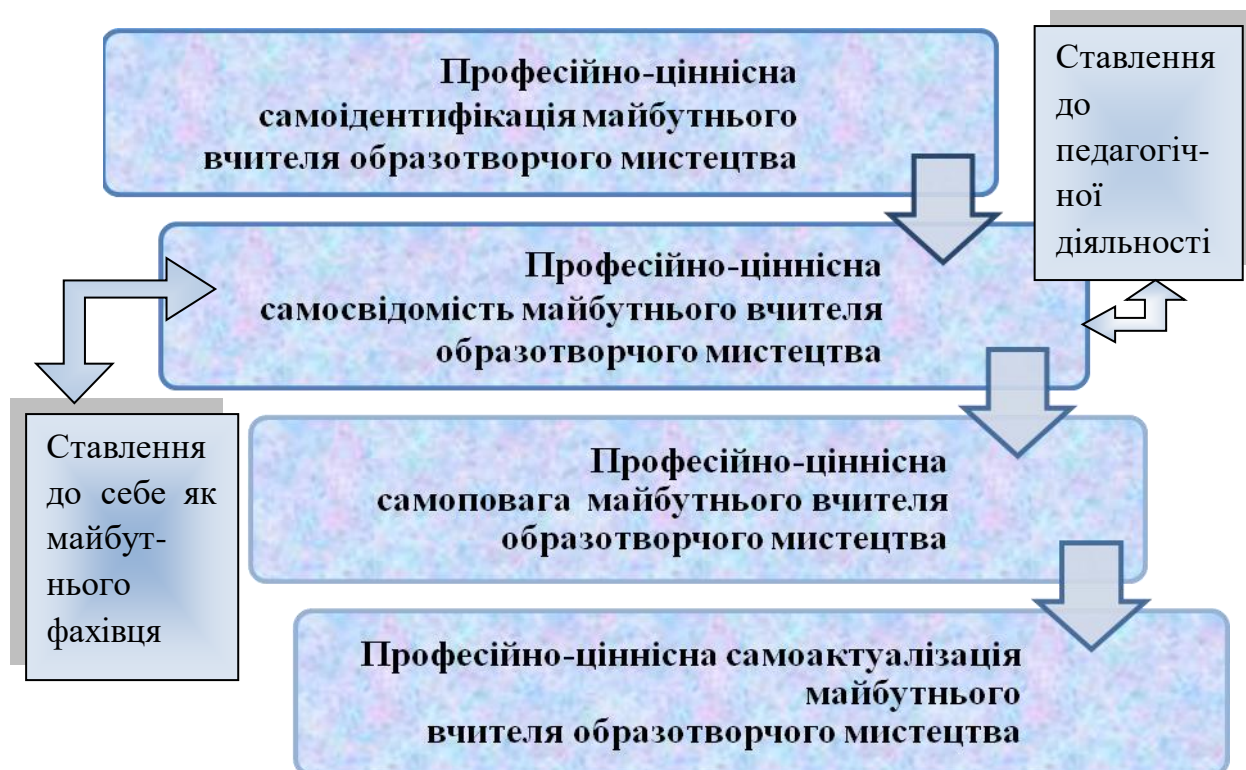 Професійно-ціннісна
самоідентифікація майбутнього
вчителя образотворчого мистецтва
Ставлення
до
педагогіч-
ної
діяльності
Професійно-ціннісна
самосвідомість майбутнього вчителя
образотворчого мистецтва
Ставлення
до себе як
майбут-
нього
фахівця
Професійно-ціннісна
самоповага майбутнього вчителя
образотворчого мистецтва
Професійно-ціннісна самоактуалізація
майбутнього
вчителя образотворчого мистецтва